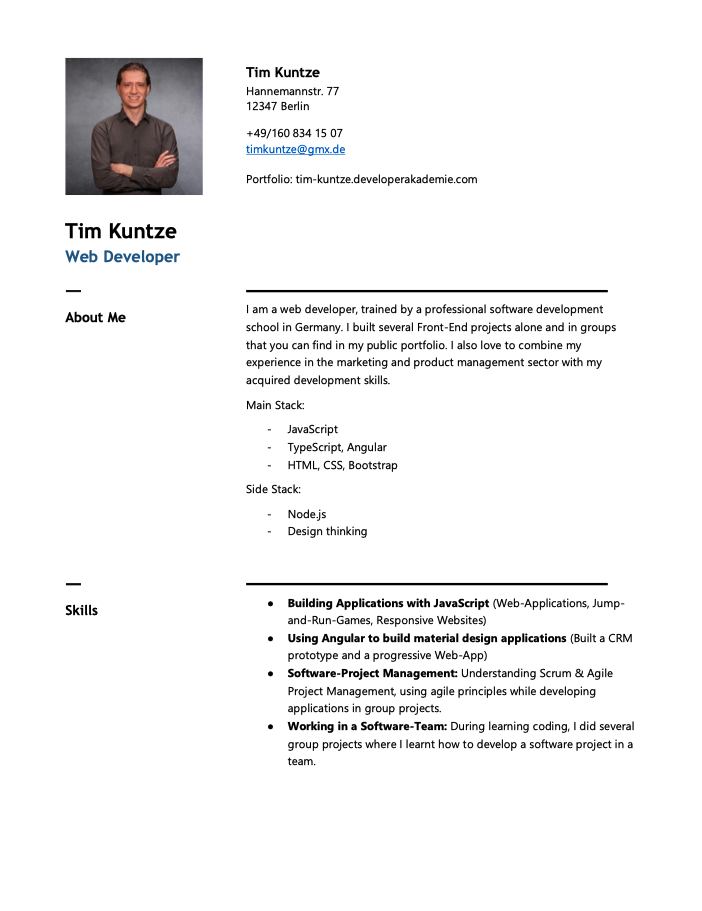 Tim Kuntze
Hannemannstr. 77
12347 Berlin
+49/160 834 15 07
timkuntze@gmx.de
Portfolio: tim-kuntze.developerakademie.com
Tim Kuntze
Web Developer
About Me
I am a web developer, trained by a professional software development
school in Germany. I built several Front-End projects alone and in groups
that you can find in my public portfolio. I also love to combine my
experience in the marketing and product management sector with my
acquired development skills.
Main Stack:
- JavaScript
- TypeScript, Angular
- HTML, CSS, Bootstrap
Side Stack:
- Node.js
- Design thinking
Skills
● Building Applications with JavaScript (Web-Applications, Jump-
and-Run-Games, Responsive Websites)
● Using Angular to build material design applications (Built a CRM
prototype and a progressive Web-App)
● Software-Project Management: Understanding Scrum & Agile
Project Management, using agile principles while developing
applications in group projects.
● Working in a Software-Team: During learning coding, I did several
group projects where I learnt how to develop a software project in a
team.